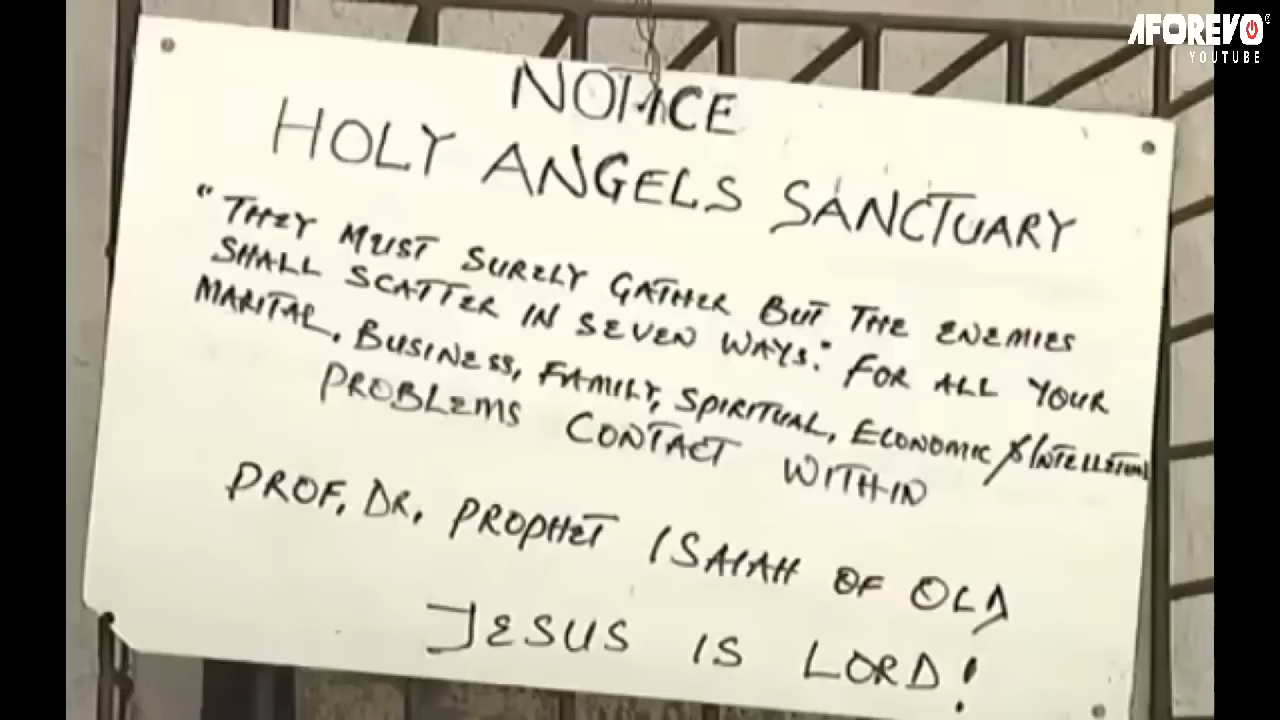 AFOREVO
YOUTUBE
NOTICE
HOLY ANGELS SANCTUARY
"THEY MUST SURELY GATHER BUT THE ENEMIES
SHALL SCATTER IN SEVEN WAYS." FOR ALL YOUR
MARITAL, BUSINESS, FAMILY, SPIRITUAL, ECONOMIC
PROBLEMS CONTACT WITHIN
PROF, DR, PROPHET ISAIAH OF OLD
JESUS IS LORD!